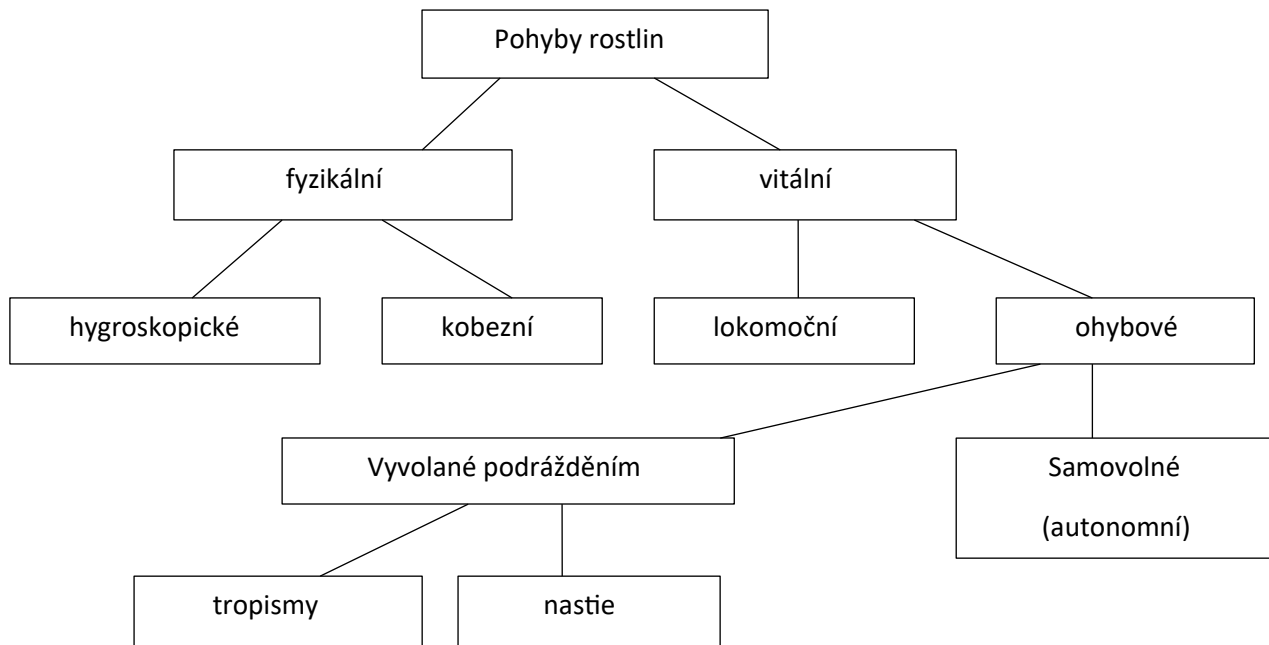 Pohyby rostlin
fyzikální
vitální
hygroskopické
kobezní
lokomoční
ohybové
Vyvolané podrážděním
Samovolné
(autonomní)
tropismy
nastie